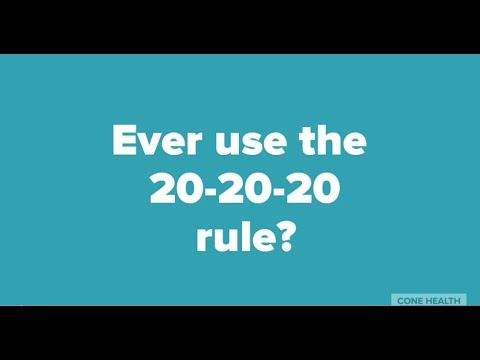 Ever use the
20-20-20
rule?
CONE HEALTH